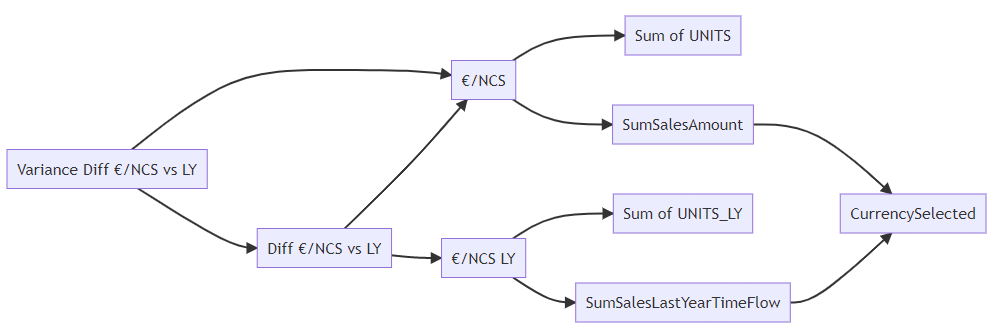 Sum of UNITS
€/NCS
SumSalesAmount
Variance Diff €/NCS vs LY
Sum of UNITS_LY
CurrencySelected
Diff €/NCS vs LY
€/NCS LY
SumSalesLastYearTimeFlow